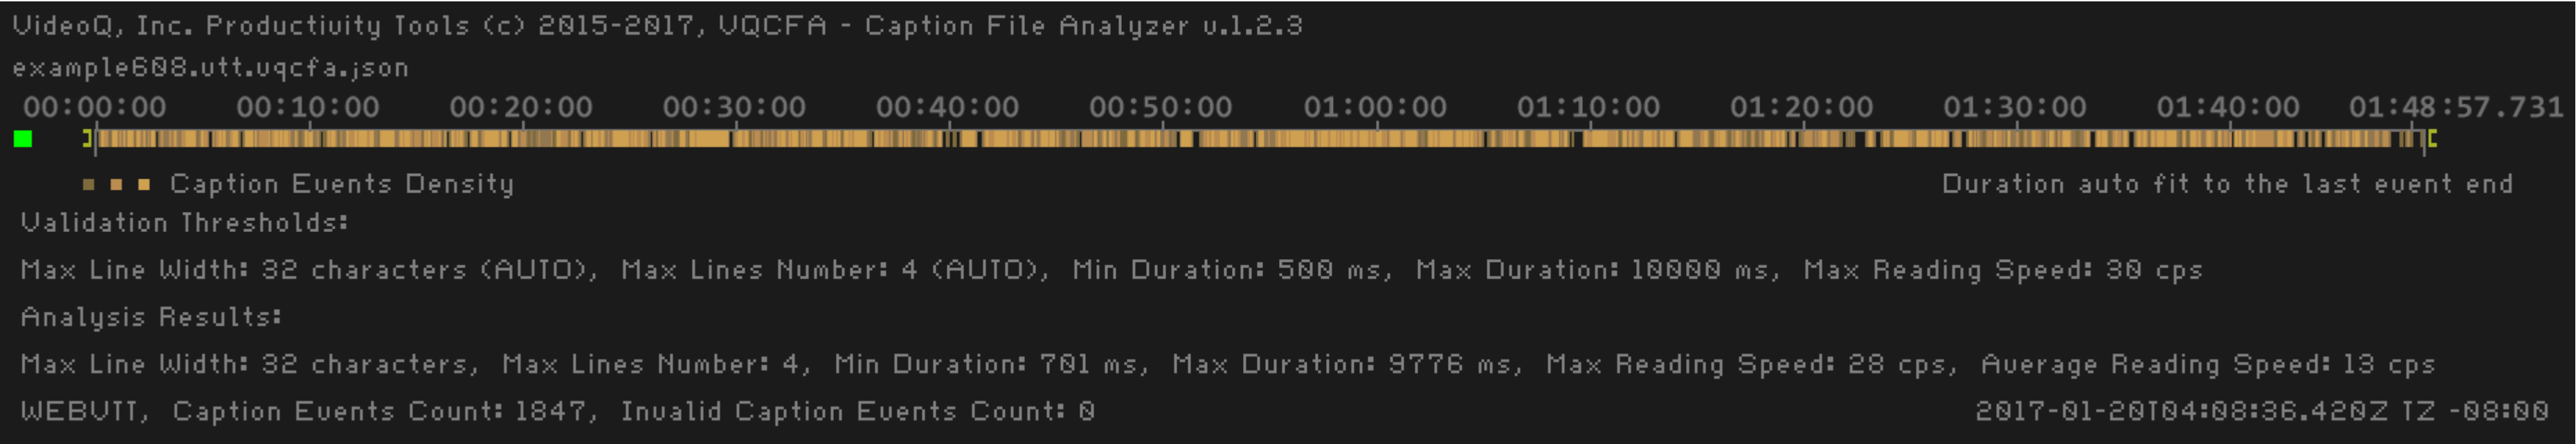 VideoQ, Inc. Productivity Tools (c) 2015-2017, VQCFA - Caption File Analyzer v.1.2.3
example608.vtt.vqcfa.json
00:00:00 00:10:00 00:20:00 00:30:00 00:40:00 00:50:00 01:00:00 01:10:00 01:20:00 01:30:00 01:40:00 01:48:57.731
Caption Events Density Duration auto fit to the last event end
Validation Thresholds:
Max Line Width: 32 characters (AUTO), Max Lines Number: 4 (AUTO), Min Duration: 500 ms, Max Duration: 10000 ms, Max Reading Speed: 30 cps
Analysis Results:
Max Line Width: 32 characters, Max Lines Number: 4, Min Duration: 701 ms, Max Duration: 9776 ms, Max Reading Speed: 28 cps, Average Reading Speed: 13 cps
WEBVTT, Caption Events Count: 1847, Invalid Caption Events Count: 0 2017-01-20T04:08:36.420Z TZ -08:00